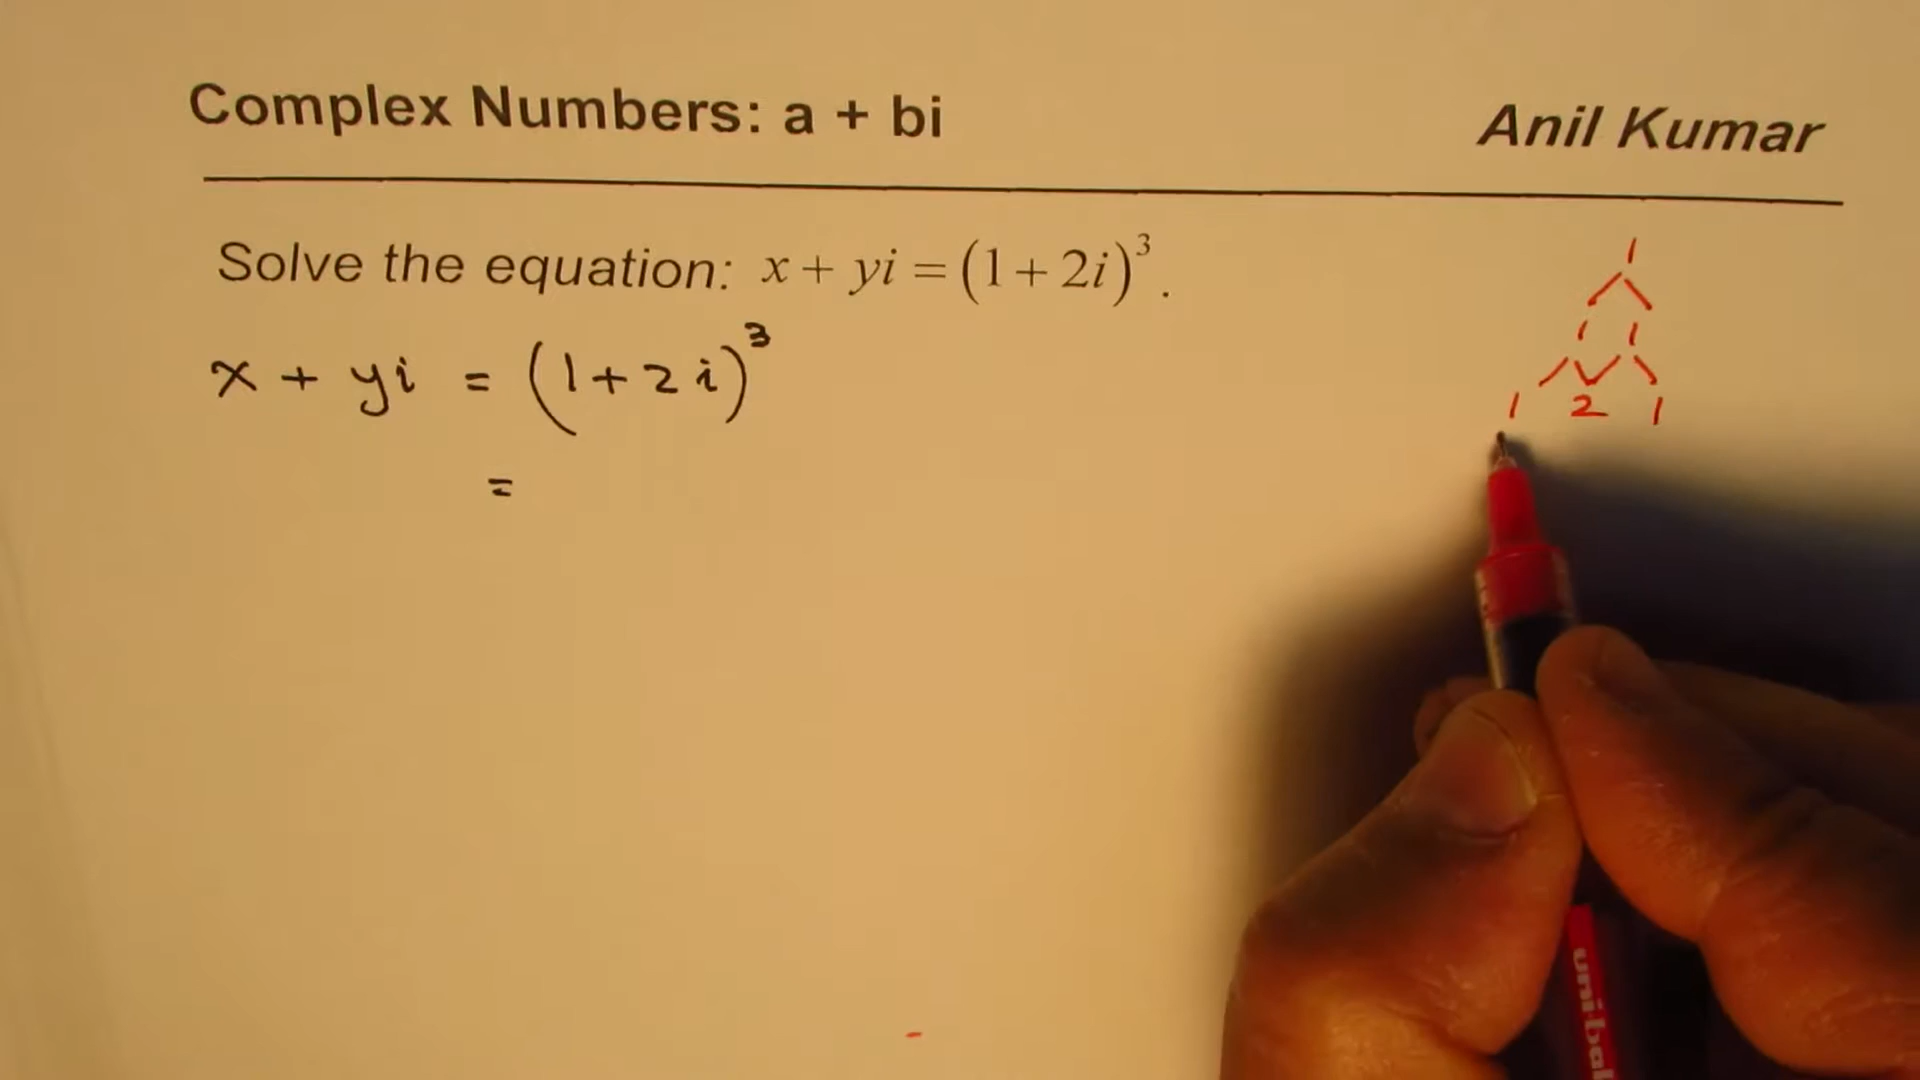 Complex Numbers: a + bi
Anil Kumar
Solve the equation: x + yi = (1 + 2i)³.
x + yi = (1 + 2i)³
=
1
1 1
1 2 1
unibal